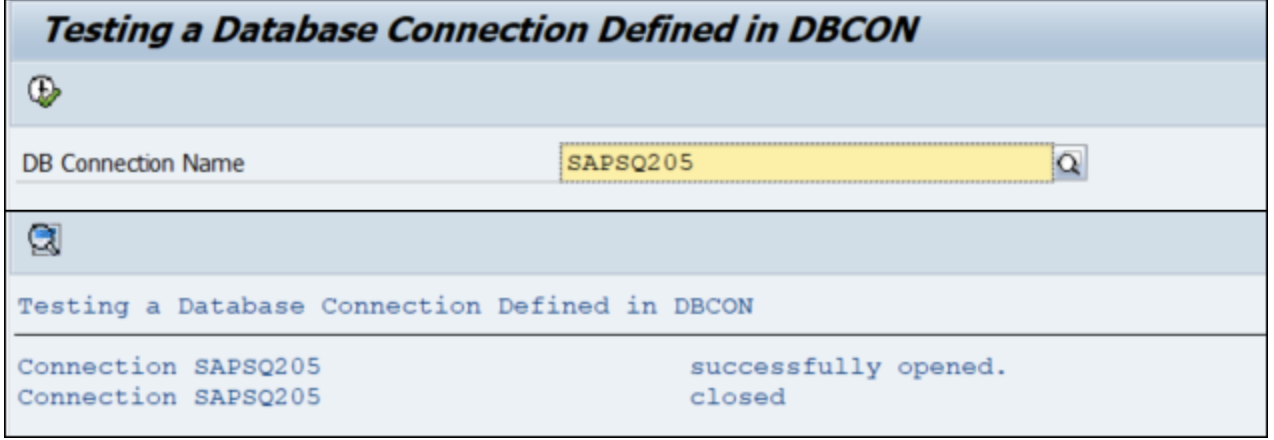 Testing a Database Connection Defined in DBCON
DB Connection Name SAPSQ205
Testing a Database Connection Defined in DBCON
Connection SAPSQ205 successfully opened.
Connection SAPSQ205 closed